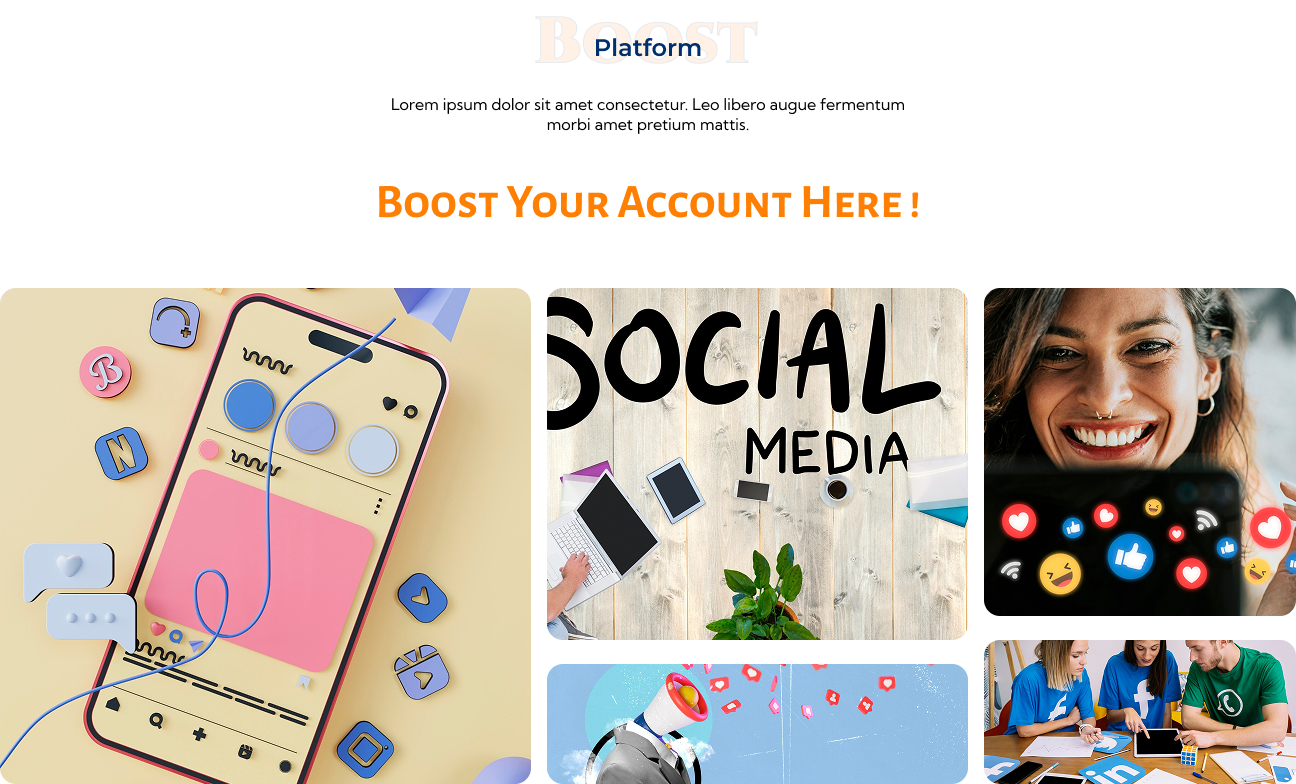 Boost
Platform
Lorem ipsum dolor sit amet consectetur. Leo libero augue fermentum
morbi amet pretium mattis.
Boost Your Account Here !
SOCIAL
MEDIA
B
N
f
in